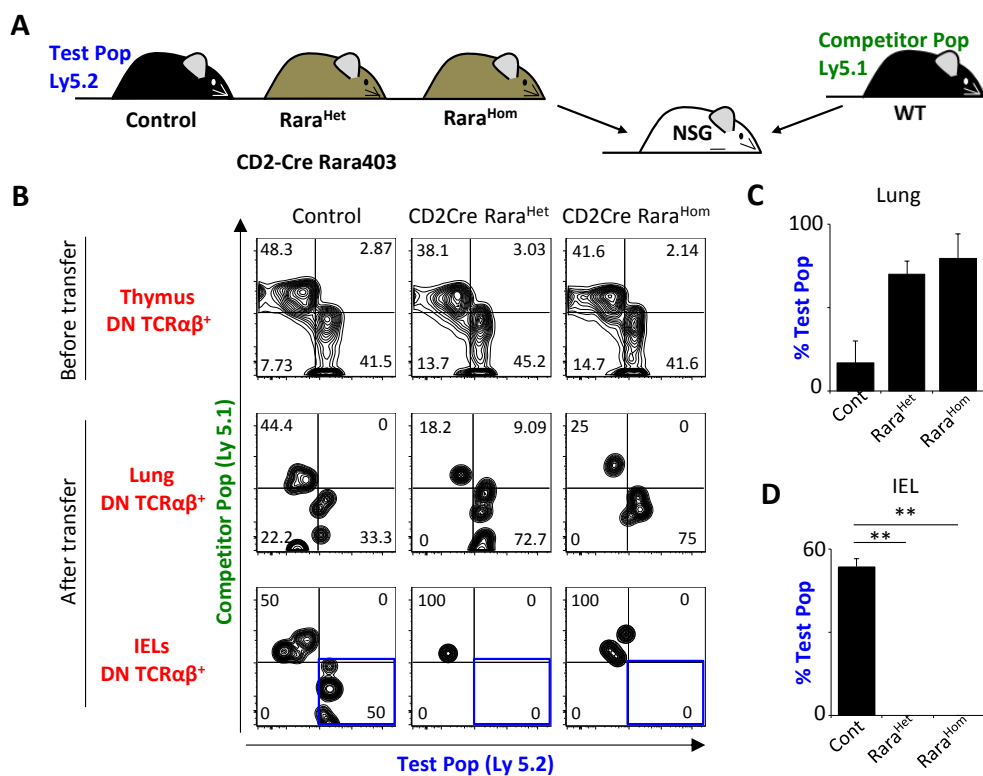 A
Test Pop
Ly5.2
Competitor Pop
Ly5.1
Control
Rara^Het
Rara^Hom
NSG
WT
CD2-Cre Rara403
B
Control
CD2Cre Rara^Het
CD2Cre Rara^Hom
Before transfer
Thymus
DN TCRαβ+
48.3 2.87
7.73 41.5
38.1 3.03
13.7 45.2
41.6 2.14
14.7 41.6
After transfer
Lung
DN TCRαβ+
44.4 0
22.2 33.3
18.2 9.09
0 72.7
25 0
0 75
IELs
DN TCRαβ+
50 0
0 50
100 0
0 0
100 0
0 0
Competitor Pop (Ly 5.1)
Test Pop (Ly 5.2)
C
Lung
% Test Pop
100
0
Cont
Rara^Het
Rara^Hom
D
IEL
**
**
% Test Pop
60
0
Cont
Rara^Het
Rara^Hom